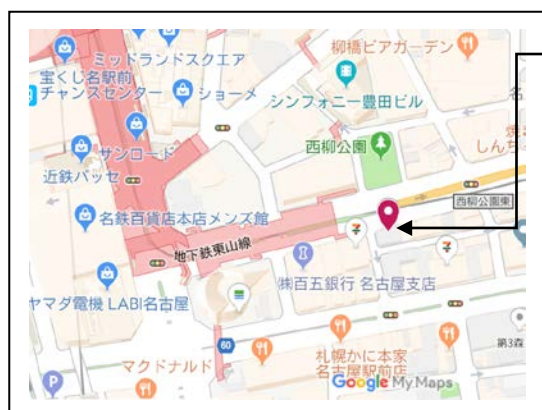 ミッドランドスクエア
宝くじ名駅前
チャンスセンター
ショーメ
柳橋ビアガーデン
シンフォニー豊田ビル
サンロード
近鉄パッセ
西柳公園
しんち
名鉄百貨店本店メンズ館
西柳公園東
地下鉄東山線
㈱百五銀行 名古屋支店
ヤマダ電機 LABI名古屋
60
マクドナルド
札幌かに本家
名古屋駅前店
第3森
P
Google My Maps